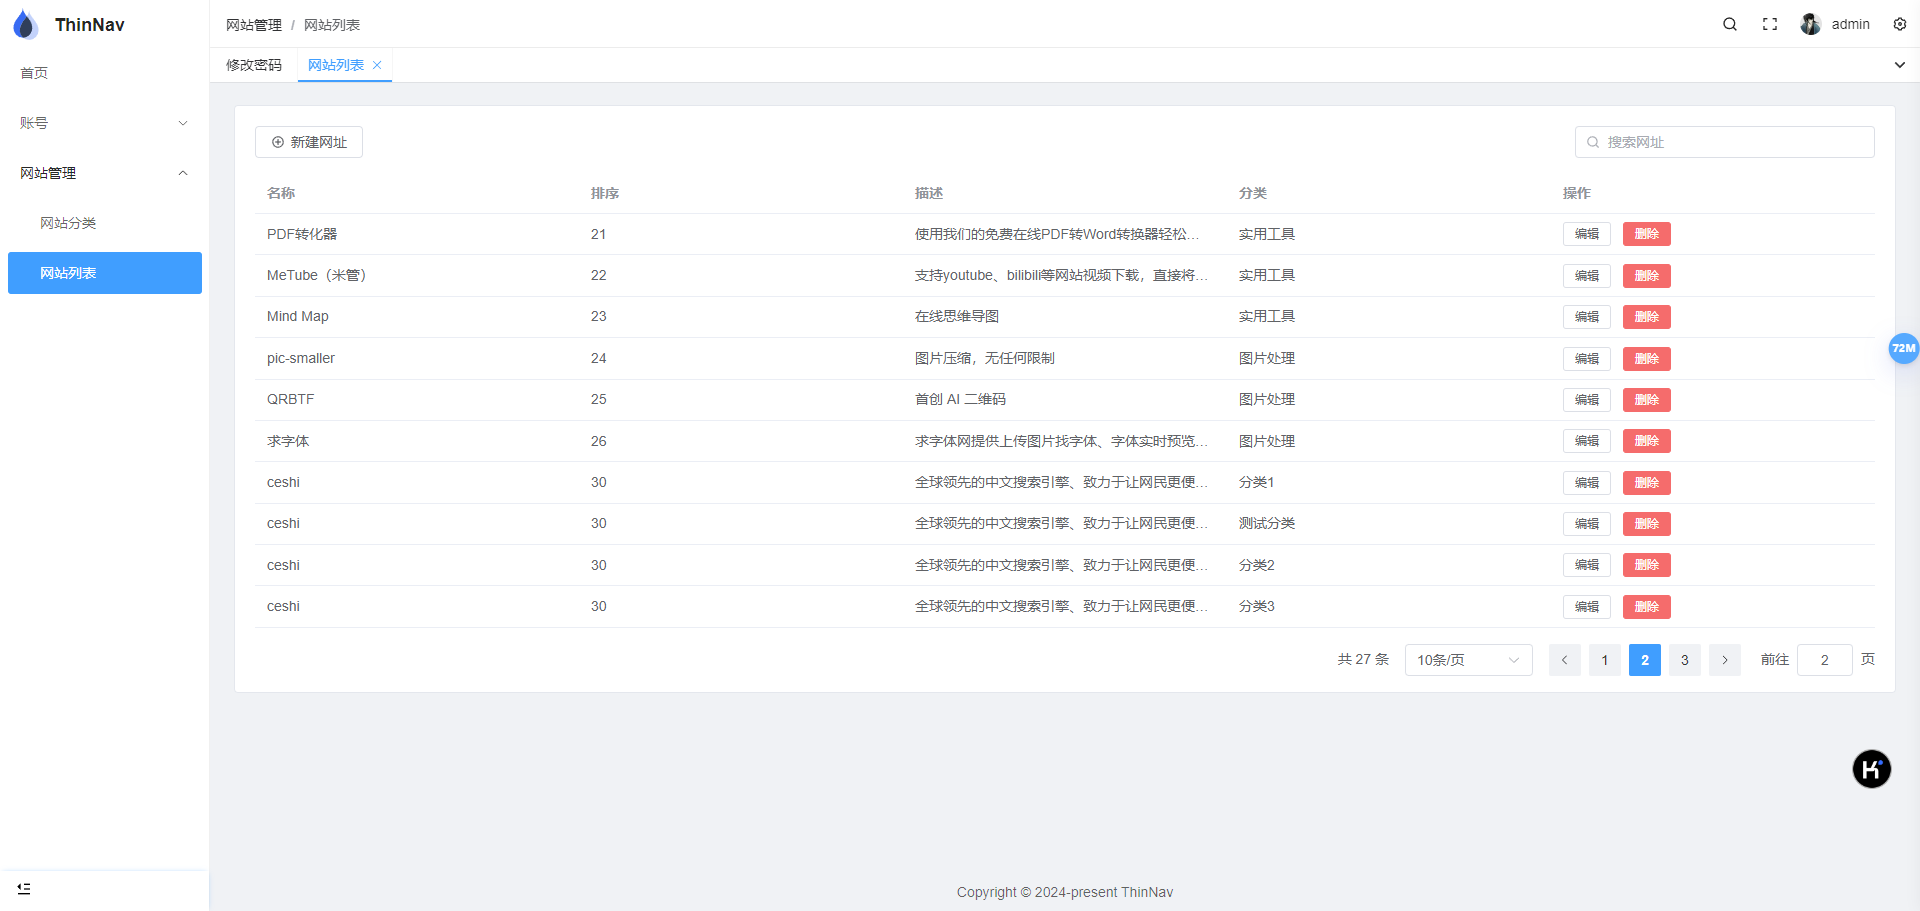 ThinNav
网站管理 / 网站列表
admin
首页
修改密码 网站列表
账号
网站管理
网站分类
网站列表
新建网址
搜索网址
名称 排序 描述 分类 操作
PDF转化器 21 使用我们的免费在线PDF转Word转换器轻松... 实用工具 编辑 删除
MeTube（米管） 22 支持youtube、bilibili等网站视频下载，直接将... 实用工具 编辑 删除
Mind Map 23 在线思维导图 实用工具 编辑 删除
pic-smaller 24 图片压缩，无任何限制 图片处理 编辑 删除
QRBTF 25 首创 AI 二维码 图片处理 编辑 删除
求字体 26 求字体网提供上传图片找字体、字体实时预览... 图片处理 编辑 删除
ceshi 30 全球领先的中文搜索引擎、致力于让网民更便... 分类1 编辑 删除
ceshi 30 全球领先的中文搜索引擎、致力于让网民更便... 测试分类 编辑 删除
ceshi 30 全球领先的中文搜索引擎、致力于让网民更便... 分类2 编辑 删除
ceshi 30 全球领先的中文搜索引擎、致力于让网民更便... 分类3 编辑 删除
共 27 条 10条/页 1 2 3 前往 2 页
72M
K
Copyright © 2024-present ThinNav